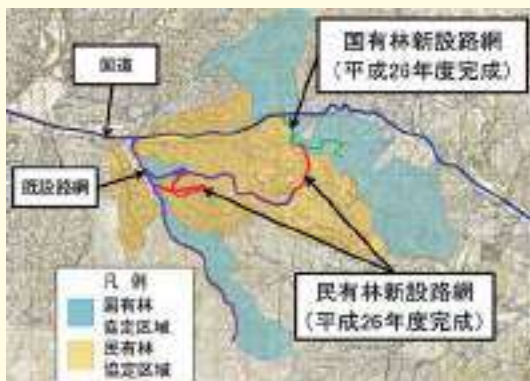 国有林新設路網
(平成26年度完成)
国道
既設路網
民有林新設路網
(平成26年度完成)
凡 例
国有林
協定区域
民有林
協定区域